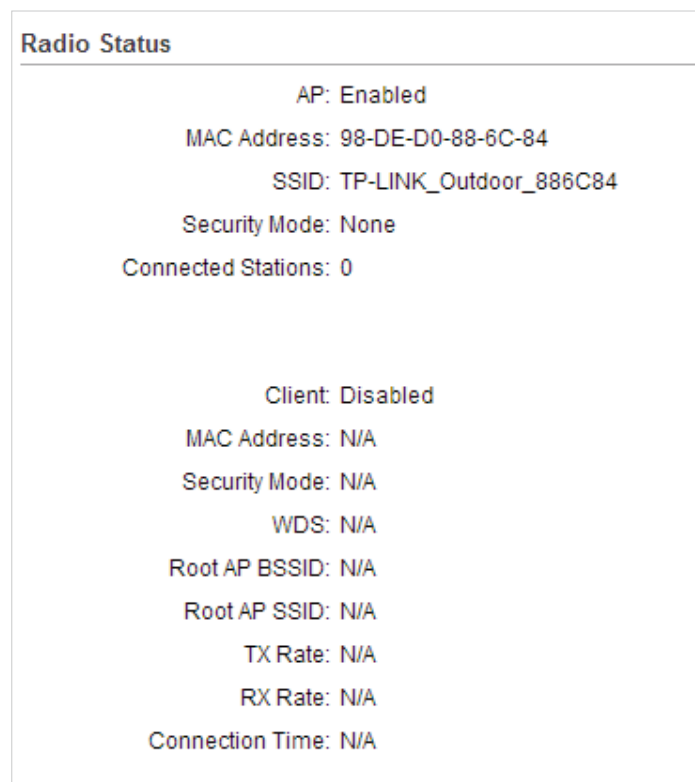 Radio Status
AP: Enabled
MAC Address: 98-DE-D0-88-6C-84
SSID: TP-LINK_Outdoor_886C84
Security Mode: None
Connected Stations: 0
Client: Disabled
MAC Address: N/A
Security Mode: N/A
WDS: N/A
Root AP BSSID: N/A
Root AP SSID: N/A
TX Rate: N/A
RX Rate: N/A
Connection Time: N/A